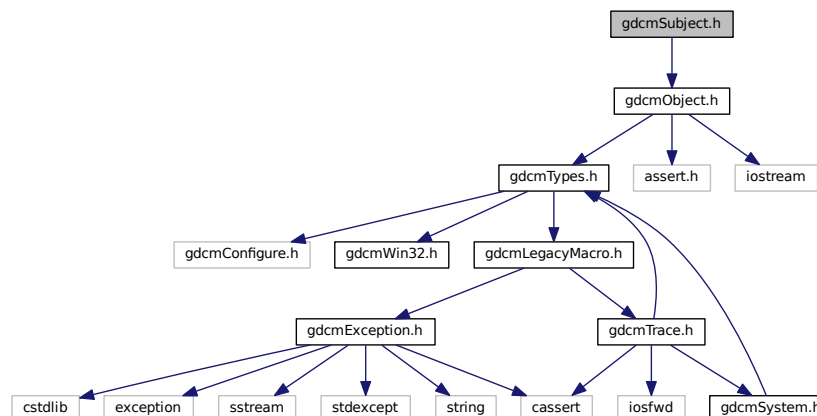 gdcmSubject.h
gdcmObject.h
gdcmTypes.h
assert.h
iostream
gdcmConfigure.h
gdcmWin32.h
gdcmLegacyMacro.h
gdcmException.h
gdcmTrace.h
cstdlib
exception
sstream
stdexcept
string
cassert
iosfwd
gdcmSystem.h